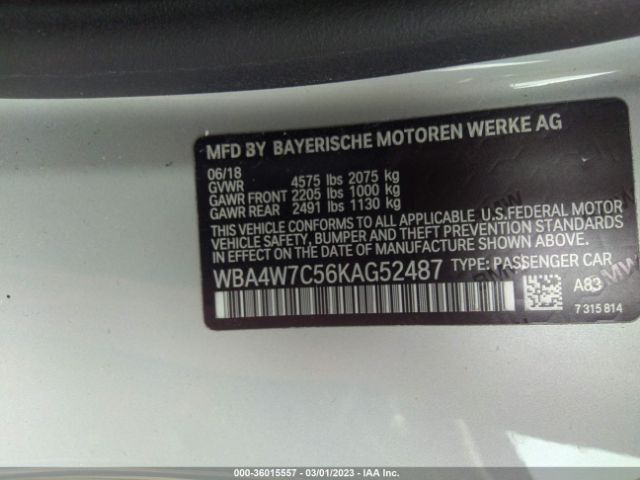 MFD BY BAYERISCHE MOTOREN WERKE AG
06/18
GVWR 4575 lbs 2075 kg
GAWR FRONT 2205 lbs 1000 kg
GAWR REAR 2491 lbs 1130 kg
THIS VEHICLE CONFORMS TO ALL APPLICABLE U.S.FEDERAL MOTOR
VEHICLE SAFETY, BUMPER, AND THEFT PREVENTION STANDARDS
IN EFFECT ON THE DATE OF MANUFACTURE SHOWN ABOVE.
WBA4W7C56KAG52487 TYPE: PASSENGER CAR
A83
7 315 814
BMW
000-36015557 - 03/01/2023 - IAA Inc.